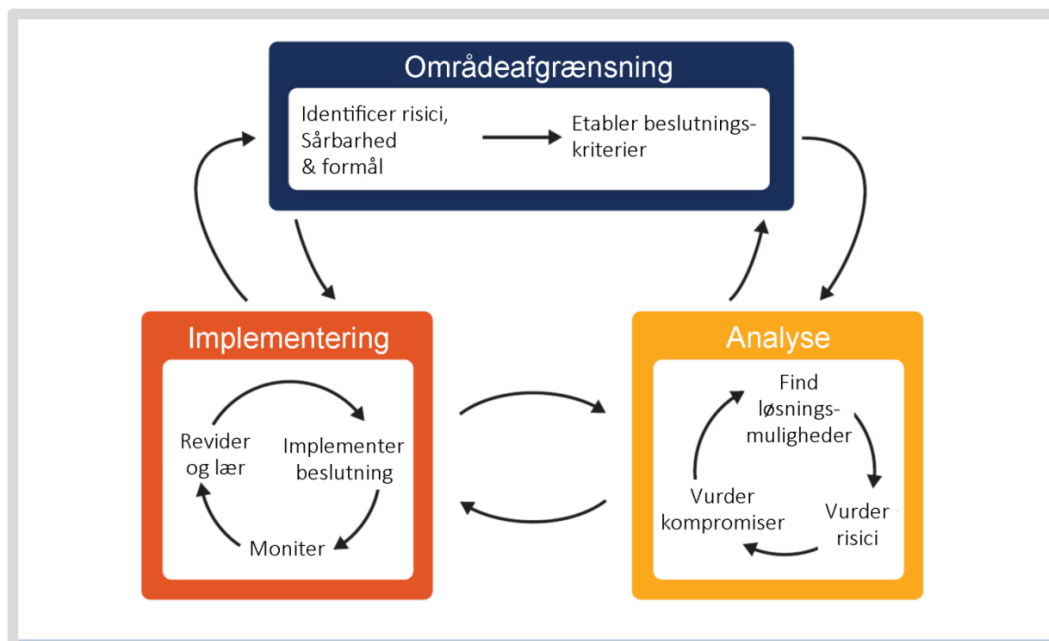 Områdeafgrænsning
Identificer risici,
Sårbarhed
& formål
Etabler beslutnings-
kriterier
Implementering
Revider
og lær
Implementer
beslutning
Moniter
Analyse
Find
løsnings-
muligheder
Vurder
kompromiser
Vurder
risici